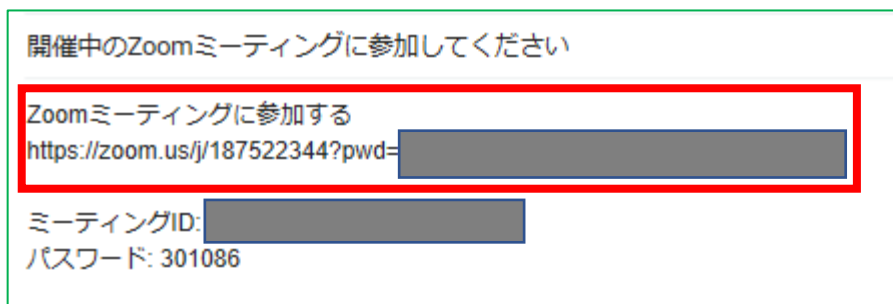 開催中のZoomミーティングに参加してください
Zoomミーティングに参加する
https://zoom.us/j/187522344?pwd=
ミーティングID:
パスワード: 301086